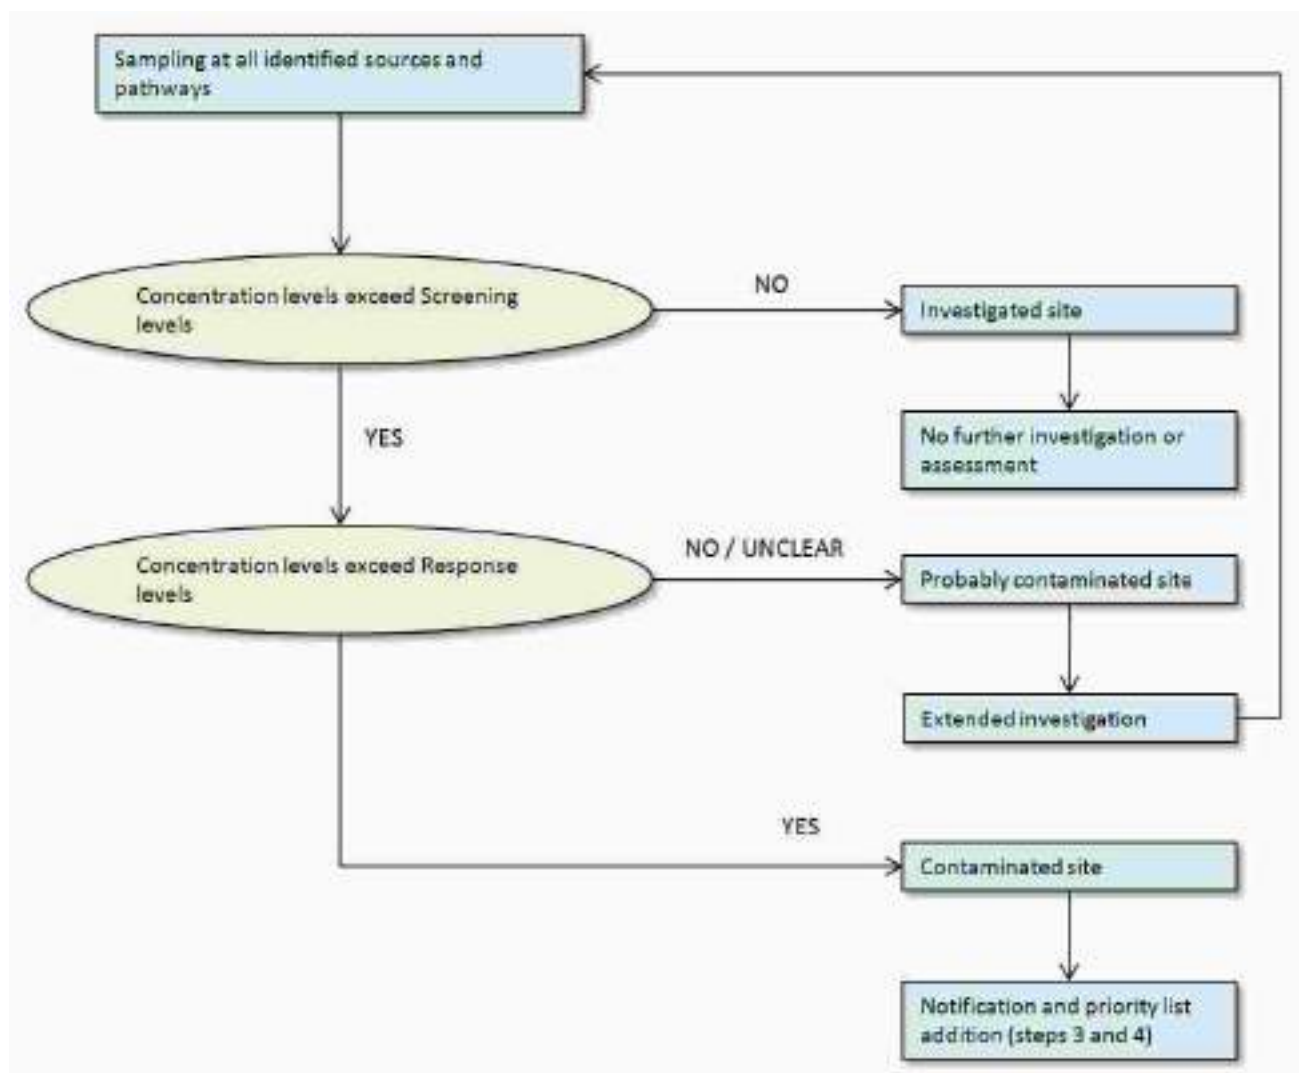 Sampling at all identified sources and
pathways
Concentration levels exceed Screening
levels
NO
Investigated site
No further investigation or
assessment
YES
Concentration levels exceed Response
levels
NO / UNCLEAR
Probably contaminated site
Extended investigation
YES
Contaminated site
Notification and priority list
addition (steps 3 and 4)